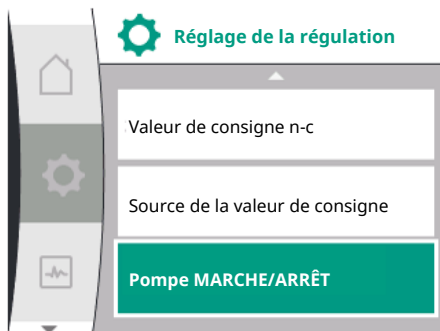 Réglage de la régulation
Valeur de consigne n-c
Source de la valeur de consigne
Pompe MARCHE/ARRÊT